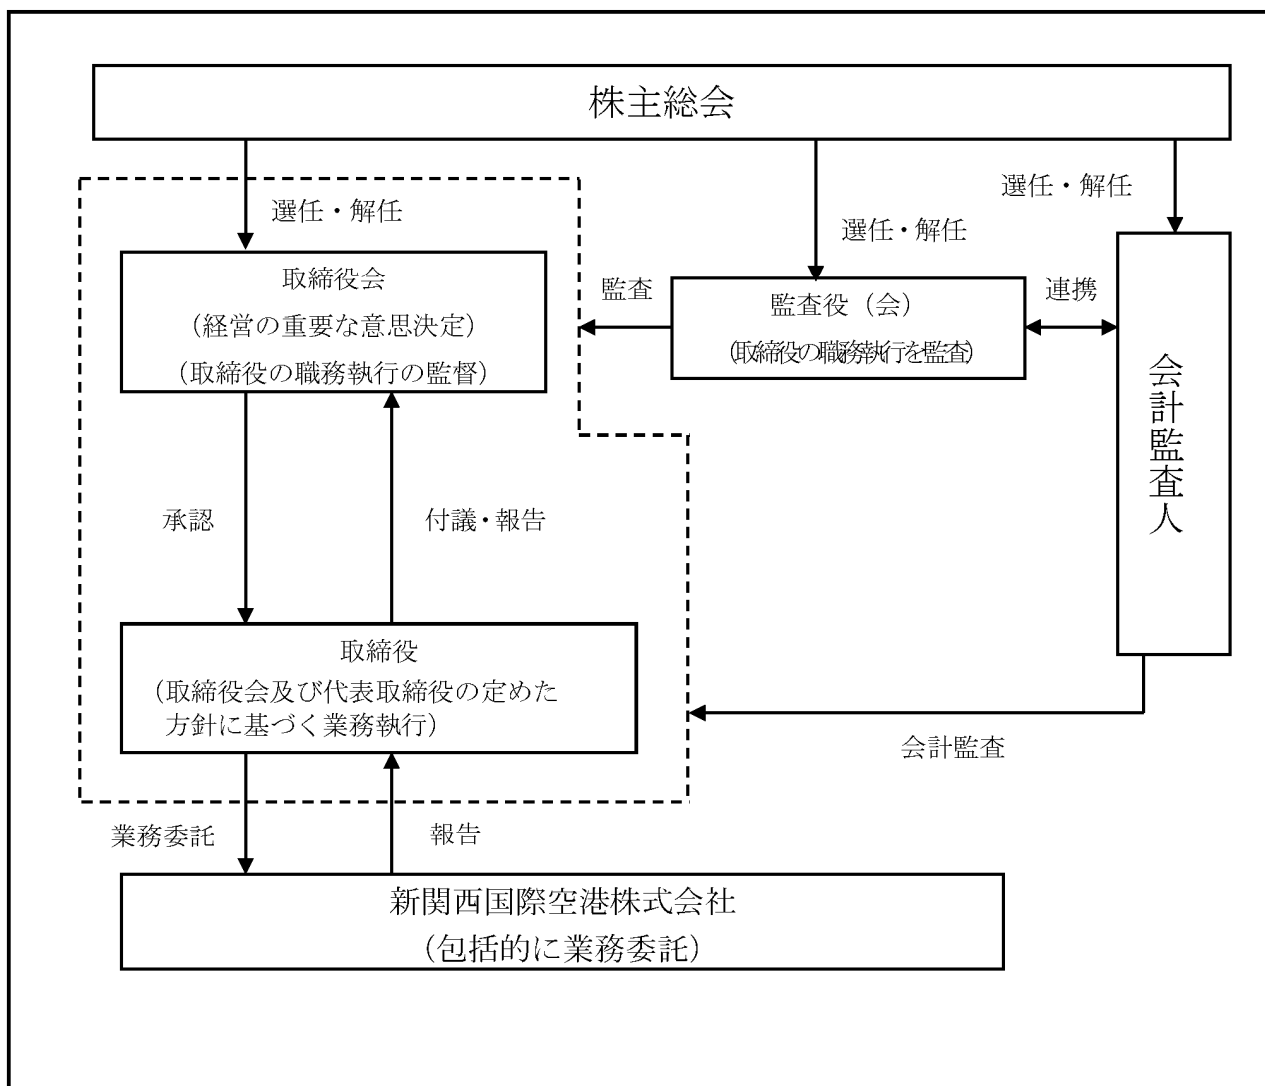 株主総会
選任・解任
選任・解任
選任・解任
取締役会
（経営の重要な意思決定）
（取締役の職務執行の監督）
監査
監査役（会）
（取締役の職務執行を監査）
連携
会計監査人
承認
付議・報告
取締役
（取締役会及び代表取締役の定めた
方針に基づく業務執行）
会計監査
業務委託
報告
新関西国際空港株式会社
（包括的に業務委託）